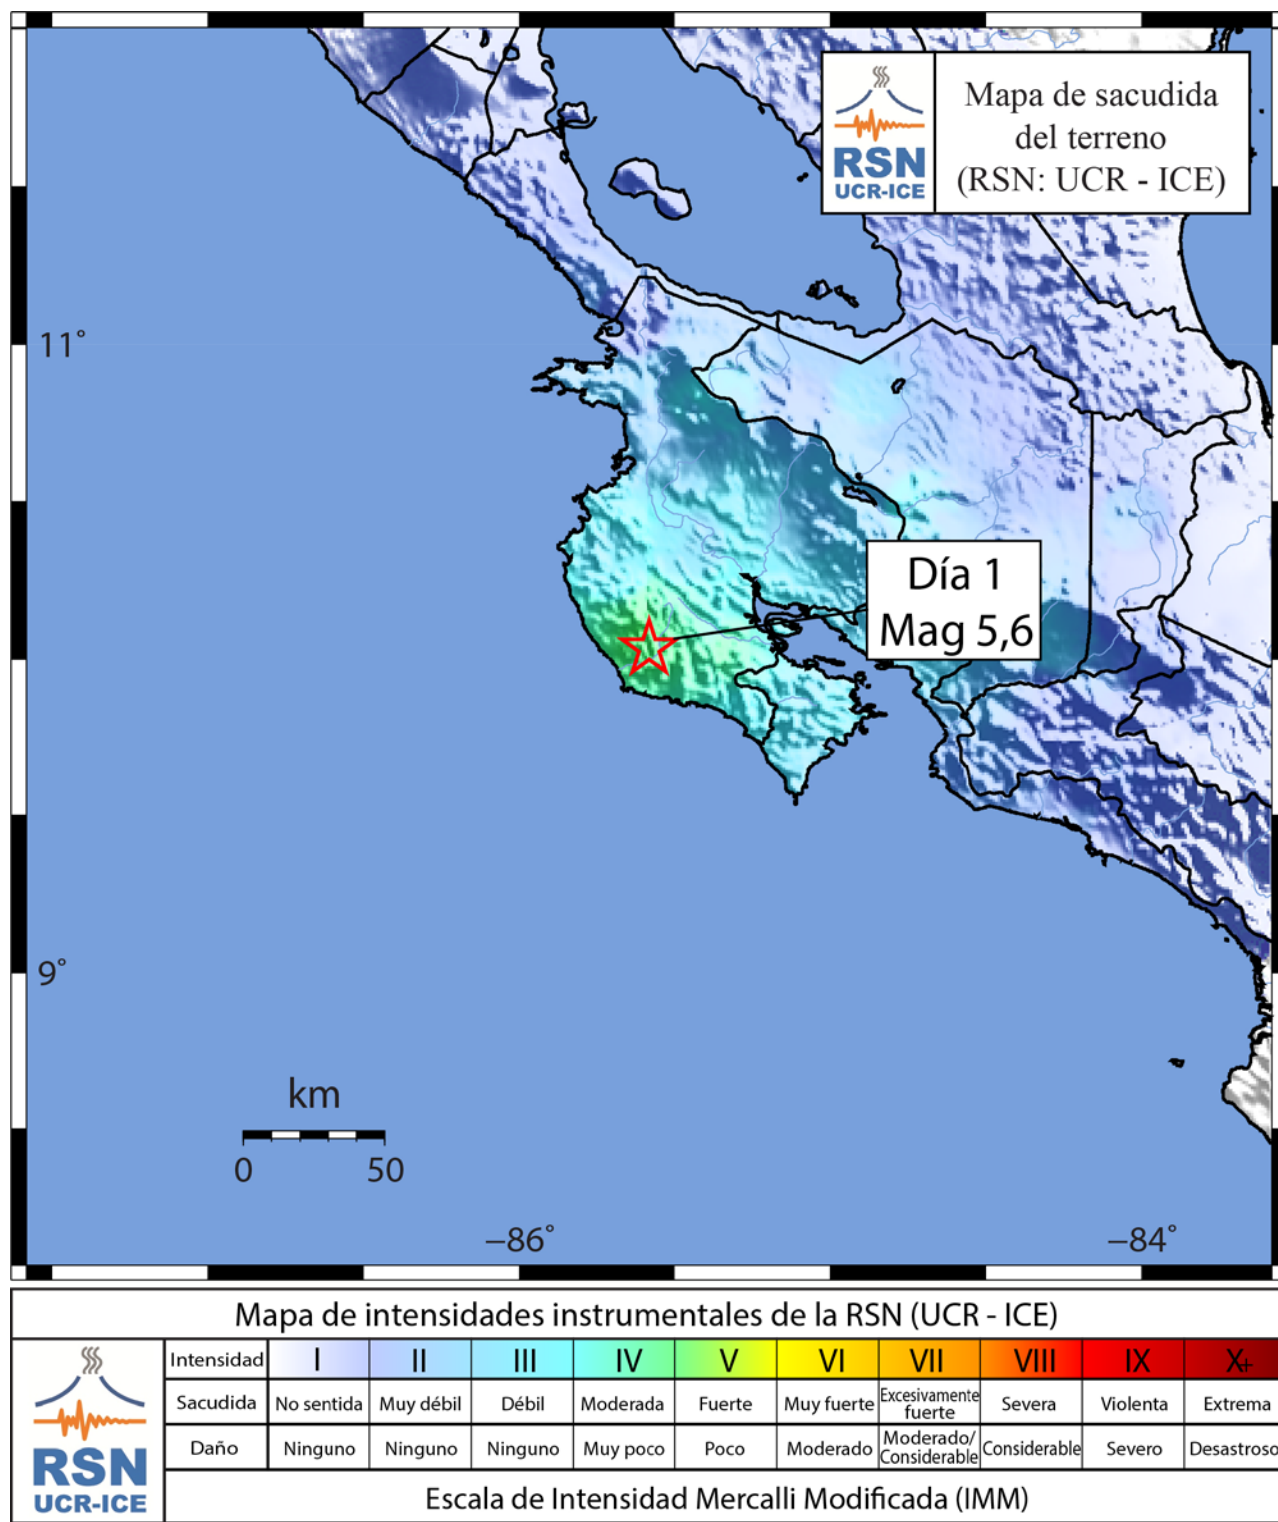 RSN
UCR-ICE
Mapa de sacudida
del terreno
(RSN: UCR - ICE)
11°
Día 1
Mag 5,6
9°
km
0 50
−86° −84°
Mapa de intensidades instrumentales de la RSN (UCR - ICE)
RSN
UCR-ICE
Intensidad I II III IV V VI VII VIII IX X+
Sacudida No sentida Muy débil Débil Moderada Fuerte Muy fuerte Excesivamente fuerte Severa Violenta Extrema
Daño Ninguno Ninguno Ninguno Muy poco Poco Moderado Moderado/ Considerable Considerable Severo Desastroso
Escala de Intensidad Mercalli Modificada (IMM)